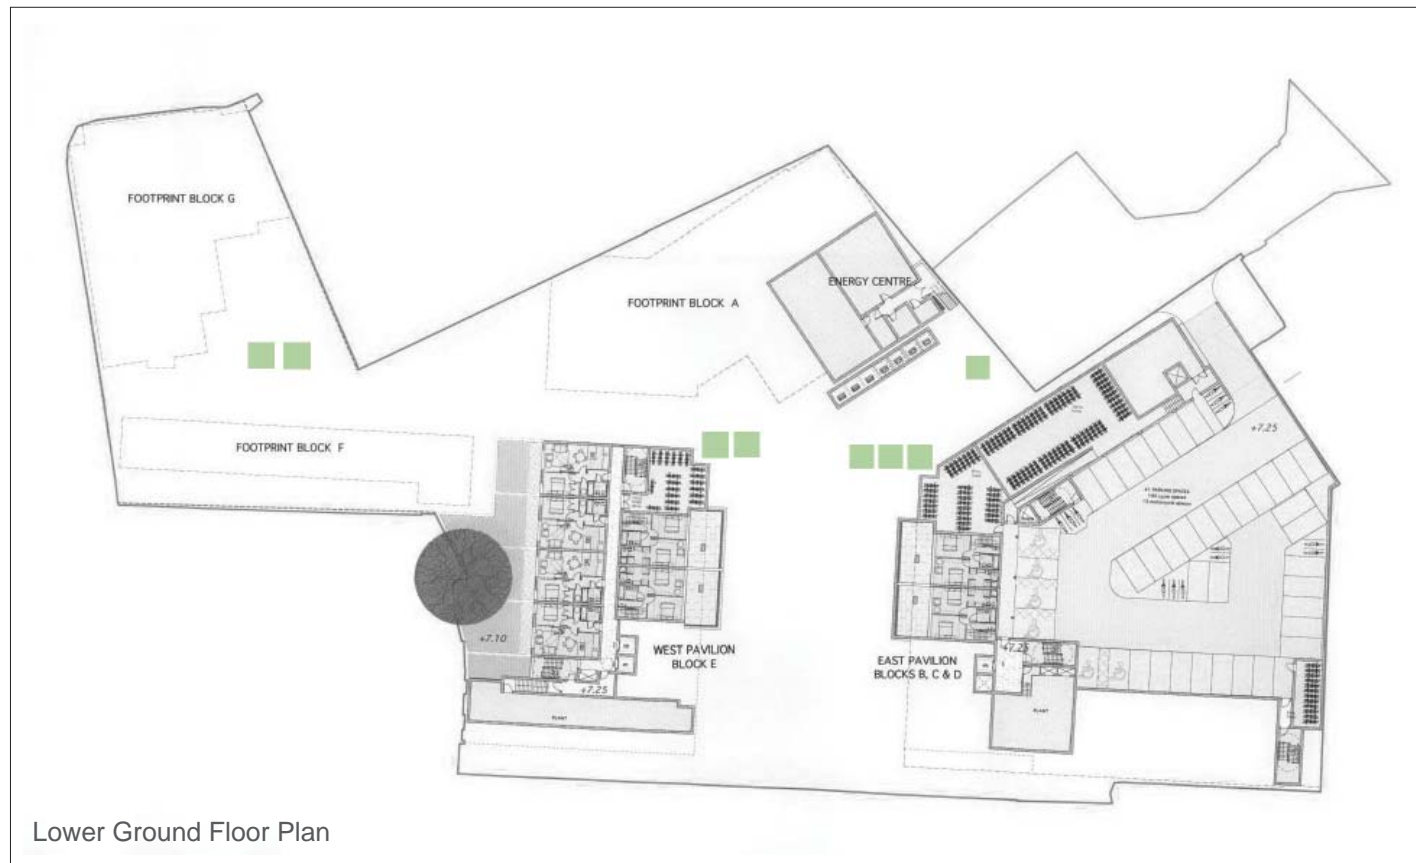 FOOTPRINT BLOCK G
ENERGY CENTRE
FOOTPRINT BLOCK A
+7.25
FOOTPRINT BLOCK F
+7.10
WEST PAVILION
BLOCK E
+7.25
EAST PAVILION
BLOCKS B, C & D
+7.25
PLANT
PLANT
Lower Ground Floor Plan